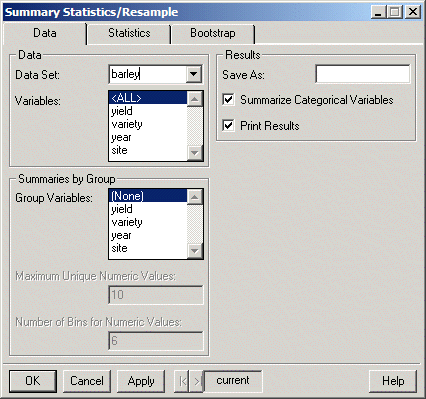 Summary Statistics/Resample
Data Statistics Bootstrap
Data
Data Set: barley
Variables: <ALL>
yield
variety
year
site
Summaries by Group
Group Variables: (None)
yield
variety
year
site
Maximum Unique Numeric Values:
10
Number of Bins for Numeric Values:
6
Results
Save As:
Summarize Categorical Variables
Print Results
OK Cancel Apply current Help